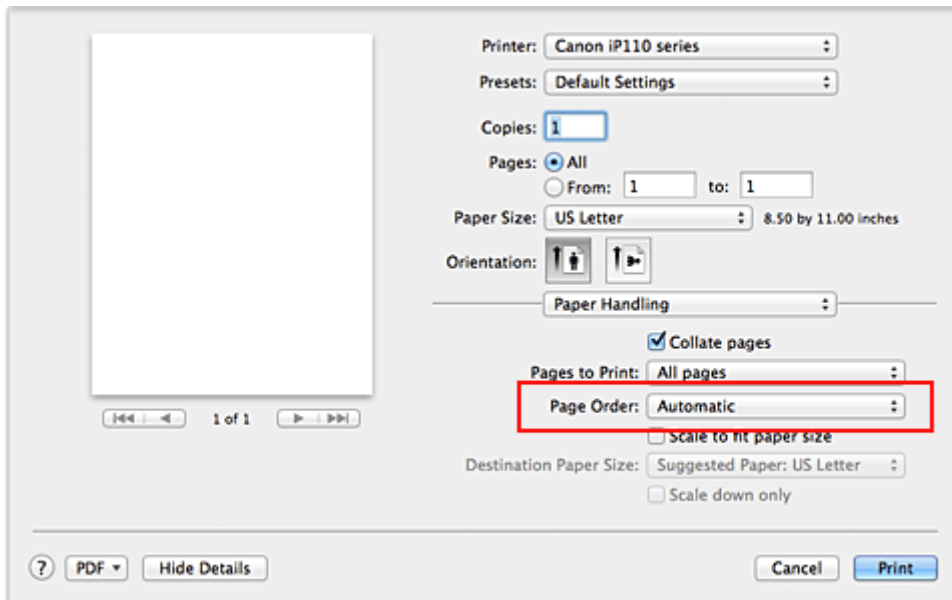 Printer: Canon iP110 series
Presets: Default Settings
Copies: 1
Pages: All
From: 1 to: 1
Paper Size: US Letter 8.50 by 11.00 inches
Orientation:
Paper Handling
Collate pages
Pages to Print: All pages
Page Order: Automatic
Scale to fit paper size
Destination Paper Size: Suggested Paper: US Letter
Scale down only
1 of 1
? PDF Hide Details Cancel Print